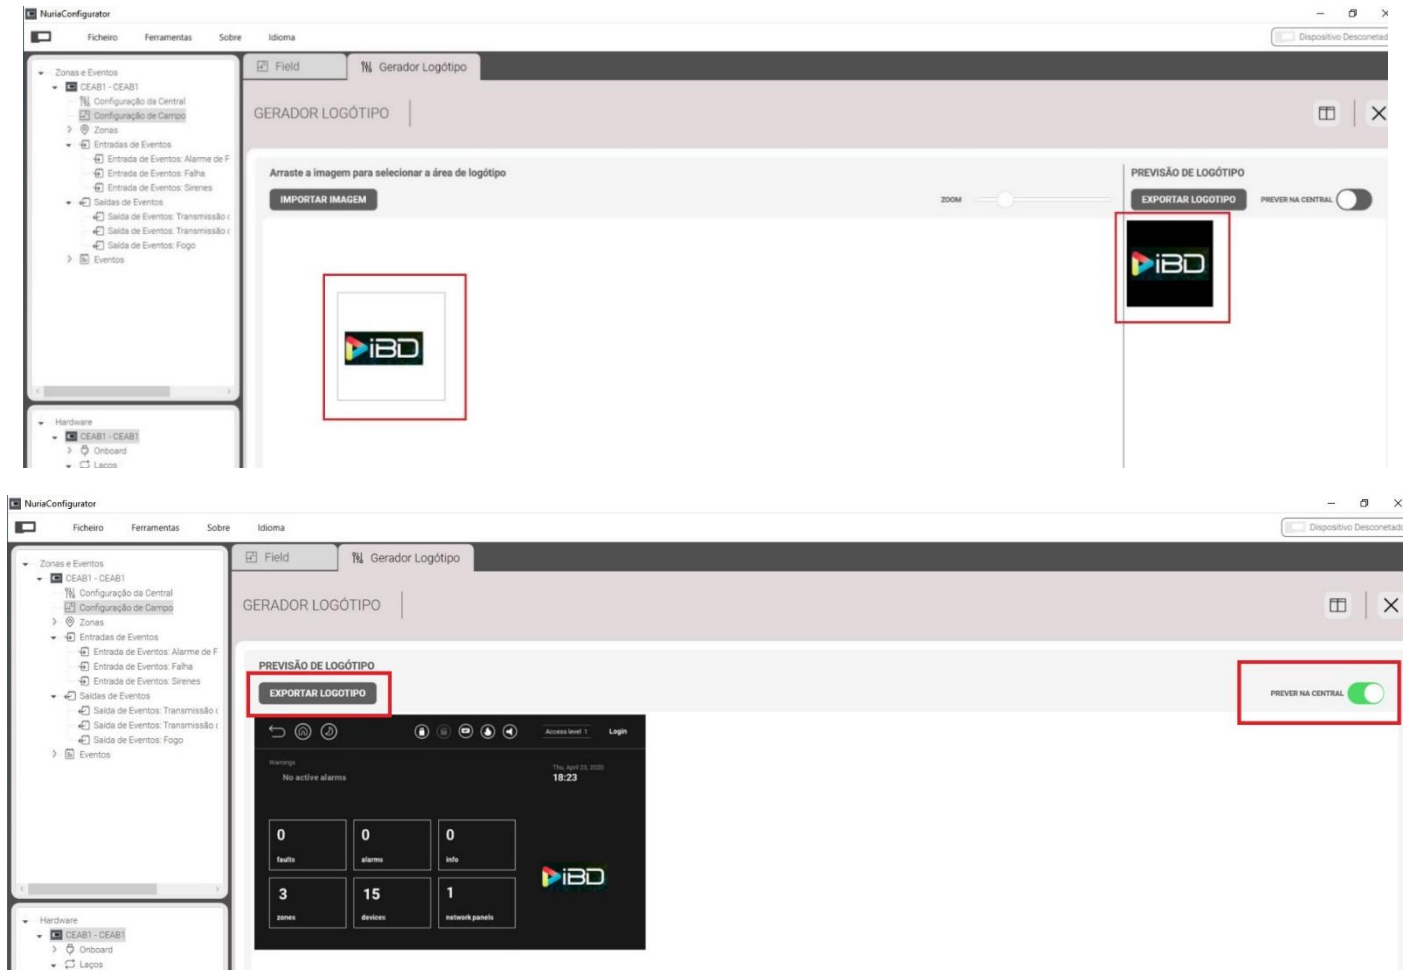 NuriaConfigurator
Ficheiro Ferramentas Sobre Idioma
Dispositivo Desconetad
Zonas e Eventos
CEAB1 - CEAB1
Configuração da Central
Configuração de Campo
Zonas
Entradas de Eventos
Entrada de Eventos: Alarme de F
Entrada de Eventos: Falha
Entrada de Eventos: Sirenes
Saídas de Eventos
Saída de Eventos: Transmissão d
Saída de Eventos: Transmissão d
Saída de Eventos: Fogo
Eventos
Hardware
CEAB1 - CEAB1
Onboard
Laços
Field Gerador Logótipo
GERADOR LOGÓTIPO
Arraste a imagem para selecionar a área de logótipo
IMPORTAR IMAGEM
ZOOM
PREVISÃO DE LOGÓTIPO
EXPORTAR LOGOTIPO PREVER NA CENTRAL
iBD
iBD
NuriaConfigurator
Ficheiro Ferramentas Sobre Idioma
Dispositivo Desconetado
Zonas e Eventos
CEAB1 - CEAB1
Configuração da Central
Configuração de Campo
Zonas
Entradas de Eventos
Entrada de Eventos: Alarme de F
Entrada de Eventos: Falha
Entrada de Eventos: Sirenes
Saídas de Eventos
Saída de Eventos: Transmissão d
Saída de Eventos: Transmissão d
Saída de Eventos: Fogo
Eventos
Hardware
CEAB1 - CEAB1
Onboard
Laços
Field Gerador Logótipo
GERADOR LOGÓTIPO
PREVISÃO DE LOGÓTIPO
EXPORTAR LOGOTIPO
PREVER NA CENTRAL
Access level 1 Login
Warnings
No active alarms
Thu, April 23, 2020
18:23
0 0 0
faults alarms info
iBD
3 15 1
zones devices network panels